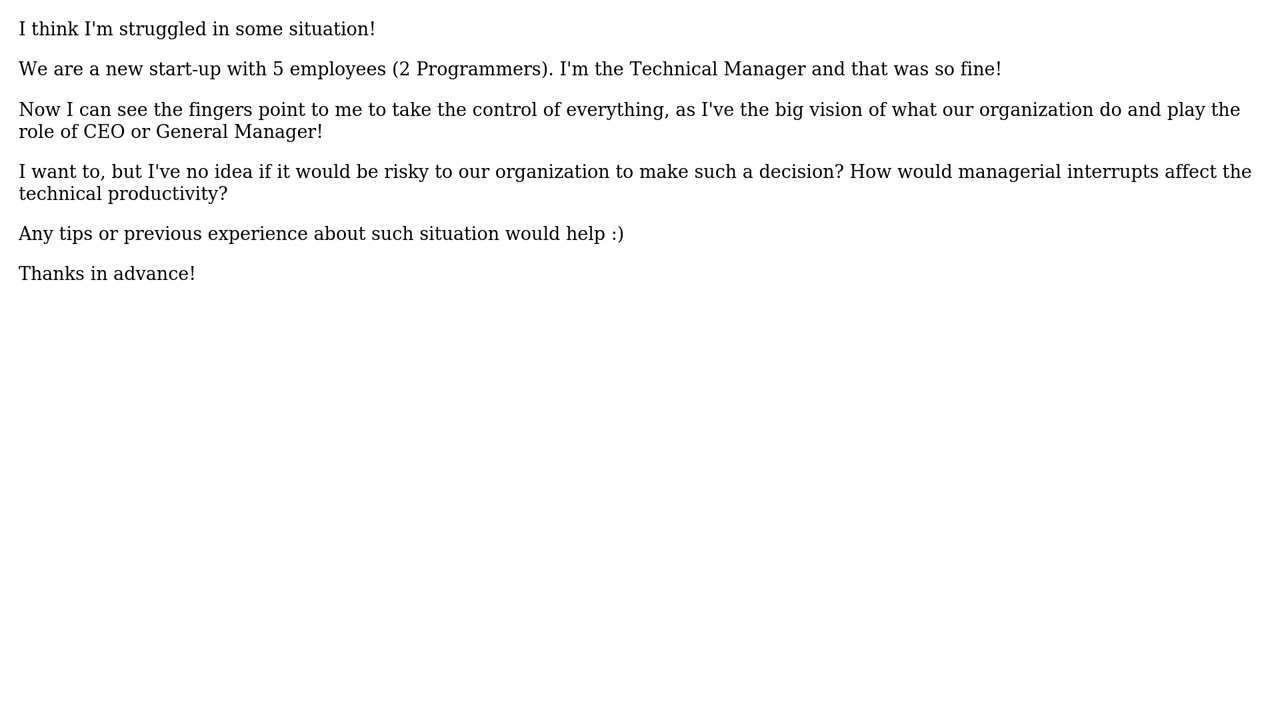 I think I'm struggled in some situation!
We are a new start-up with 5 employees (2 Programmers). I'm the Technical Manager and that was so fine!
Now I can see the fingers point to me to take the control of everything, as I've the big vision of what our organization do and play the
role of CEO or General Manager!
I want to, but I've no idea if it would be risky to our organization to make such a decision? How would managerial interrupts affect the
technical productivity?
Any tips or previous experience about such situation would help :)
Thanks in advance!